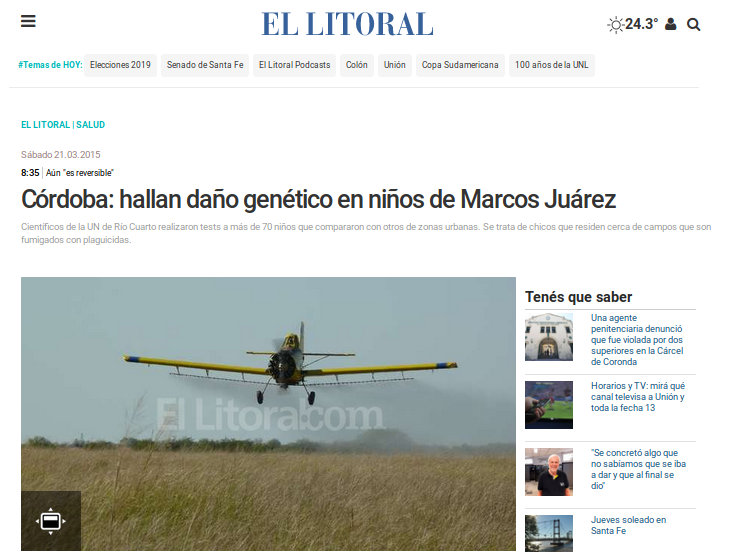 EL LITORAL
24.3°
#Temas de HOY:
Elecciones 2019
Senado de Santa Fe
El Litoral Podcasts
Colón
Unión
Copa Sudamericana
100 años de la UNL
EL LITORAL | SALUD
Sábado 21.03.2015
8:35 | Aún "es reversible"
Córdoba: hallan daño genético en niños de Marcos Juárez
Científicos de la UN de Río Cuarto realizaron tests a más de 70 niños que compararon con otros de zonas urbanas. Se trata de chicos que residen cerca de campos que son
fumigados con plaguicidas.
El Litoral.com
Tenés que saber
Una agente
penitenciaria denunció
que fue violada por dos
superiores en la Cárcel
de Coronda
Horarios y TV: mirá qué
canal televisa a Unión y
toda la fecha 13
"Se concretó algo que
no sabíamos que se iba
a dar y que al final se
dio"
Jueves soleado en
Santa Fe